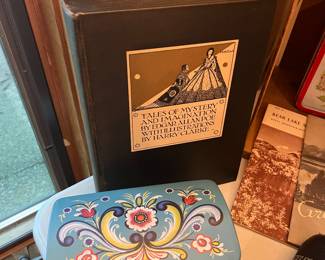 TALES OF MYSTERY
AND IMAGINATION
BY EDGAR ALLAN POE
WITH ILLUSTRATIONS
BY HARRY CLARKE
BEAR LAKE